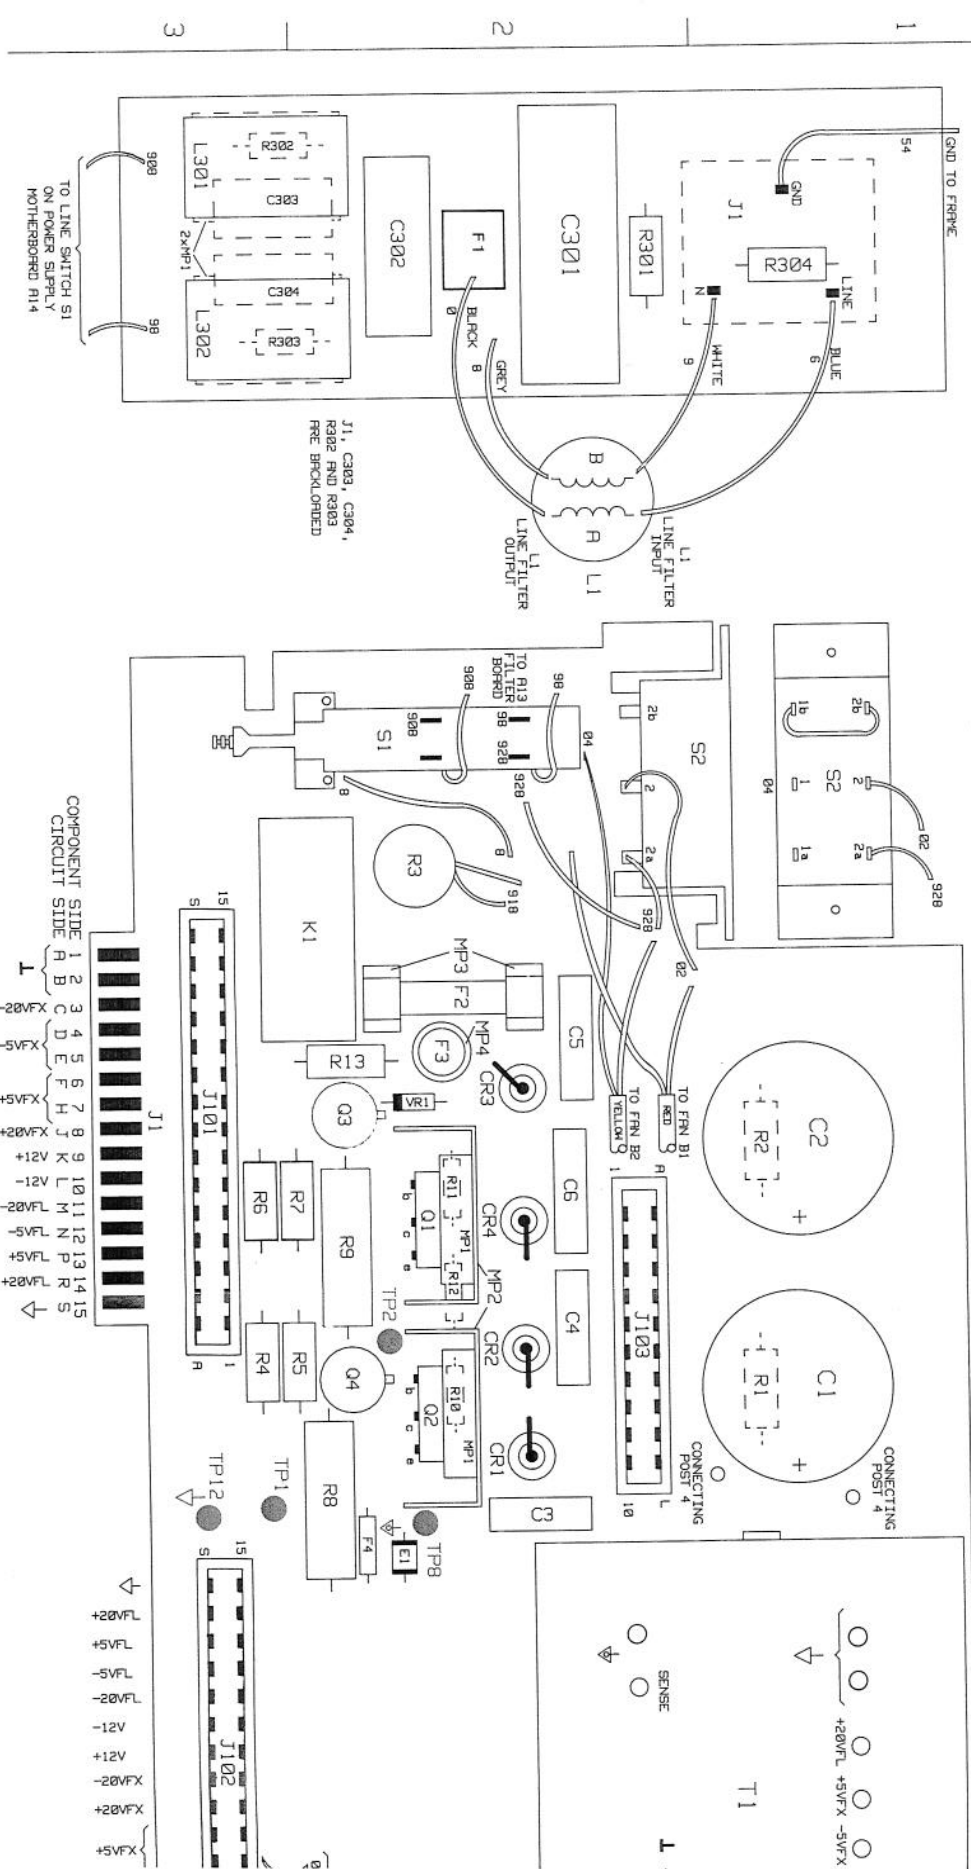 3
2
1
GND TO FRAME
54
GND
J1
R304
LINE
N
R301
C301
F1
C302
L301
R302
C303
2xMP1
C304
L302
R303
908
98
TO LINE SWITCH S1
ON POWER SUPPLY
MOTHERBOARD A14
BLACK
0
8
GREY
WHITE
9
BLUE
6
J1, C303, C304,
R302 AND R303
ARE BACKLOADED
B
A
L1
L1
LINE FILTER
INPUT
L1
LINE FILTER
OUTPUT
TO A13
FILTER
BOARD
908
98
04
S1
908
98
928
928
8
8
S2
2b
2
2a
S2
1b
2b
1
2
1a
2a
04
02
928
R3
918
928
02
K1
MP3
F2
F3
MP4
CR3
C5
R13
Q3
VR1
TO FAN B1
RED
TO FAN B2
YELLOW
C2
R2
+
C1
R1
+
15
S
J101
A
1
COMPONENT SIDE
CIRCUIT SIDE
1 2 3 4 5 6 7 8 9 10 11 12 13 14 15
A B C D E F H J K L M N P R S
J1
-20VFX
-5VFX
+5VFX
+20VFX
+12V
-12V
-20VFL
-5VFL
+5VFL
+20VFL
R6
R7
R9
R11
Q1
b c e
MP1
R12
MP2
CR4
C6
1
A
J103
L
10
TP2
R4
R5
Q4
R10
Q2
b c e
MP1
CR2
C4
CR1
C3
TP12
TP1
R8
F4
E1
TP8
CONNECTING
POST 4
CONNECTING
POST 4
15
S
J102
+20VFL
+5VFL
-5VFL
-20VFL
-12V
+12V
-20VFX
+20VFX
+5VFX
SENSE
+20VFL
+5VFX
-5VFX
T1